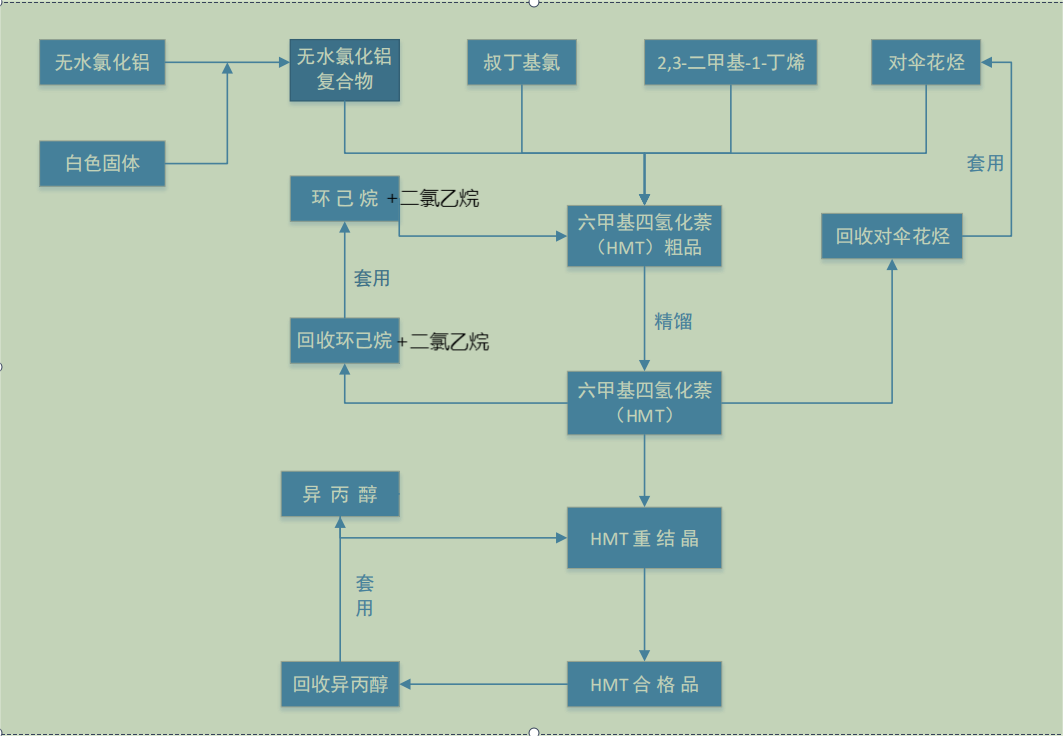 无水氯化铝
无水氯化铝
复合物
叔丁基氯
2,3-二甲基-1-丁烯
对伞花烃
白色固体
套用
环 己 烷 +二氯乙烷
六甲基四氢化萘
（HMT）粗品
回收对伞花烃
套用
精馏
回收环己烷+二氯乙烷
六甲基四氢化萘
（HMT）
异 丙 醇
HMT 重 结 晶
套
用
回收异丙醇
HMT 合 格 品